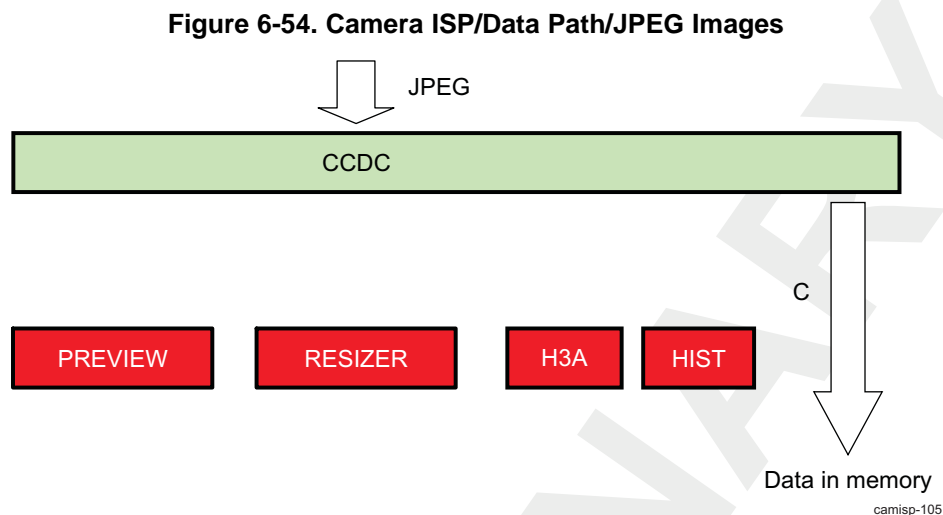 Figure 6-54. Camera ISP/Data Path/JPEG Images
JPEG
CCDC
C
PREVIEW
RESIZER
H3A
HIST
Data in memory
camisp-105